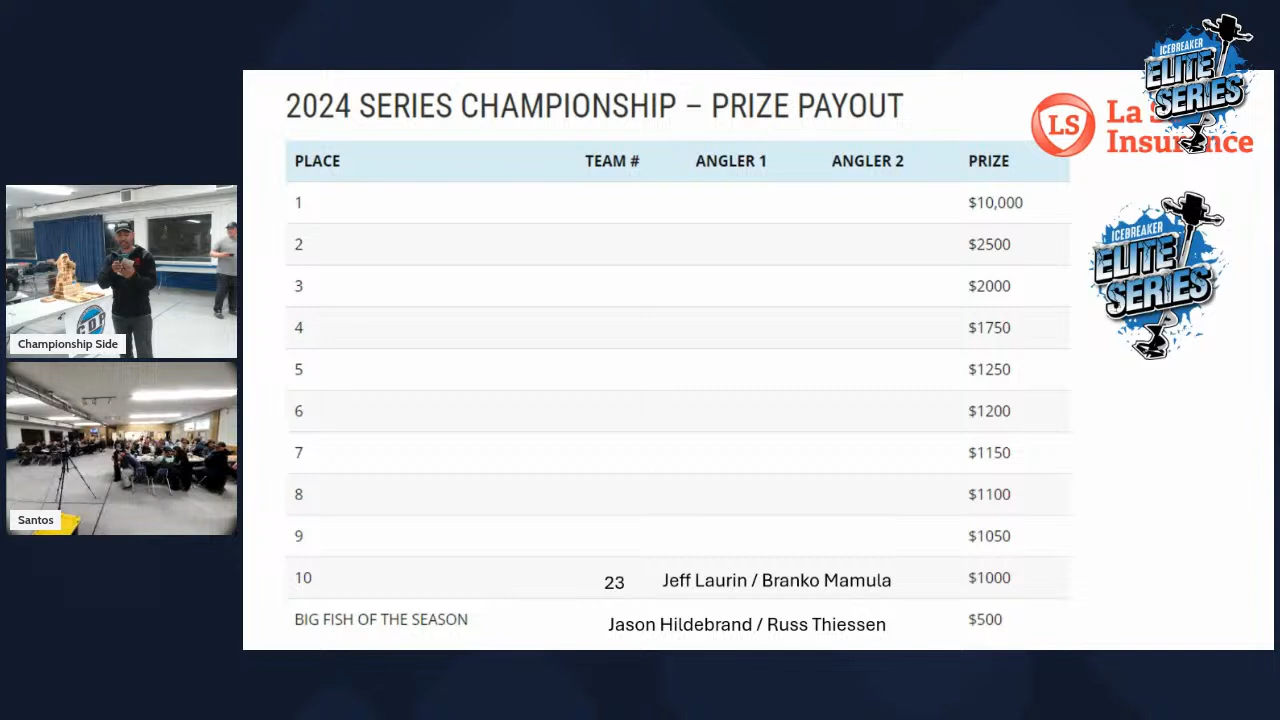 2024 SERIES CHAMPIONSHIP – PRIZE PAYOUT
PLACE TEAM # ANGLER 1 ANGLER 2 PRIZE
1 $10,000
2 $2500
3 $2000
4 $1750
5 $1250
6 $1200
7 $1150
8 $1100
9 $1050
10 23 Jeff Laurin / Branko Mamula $1000
BIG FISH OF THE SEASON Jason Hildebrand / Russ Thiessen $500
ICEBREAKER
ELITE
SERIES
LS
La
Insurance
ICEBREAKER
ELITE
SERIES
Championship Side
Santos